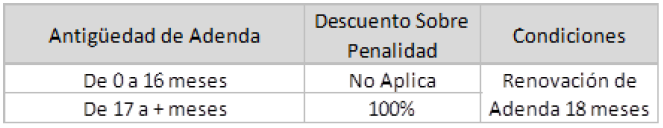 Antigüedad de Adenda
Descuento Sobre
Penalidad
Condiciones
De 0 a 16 meses
No Aplica
Renovación de
De 17 a + meses
100%
Adenda 18 meses